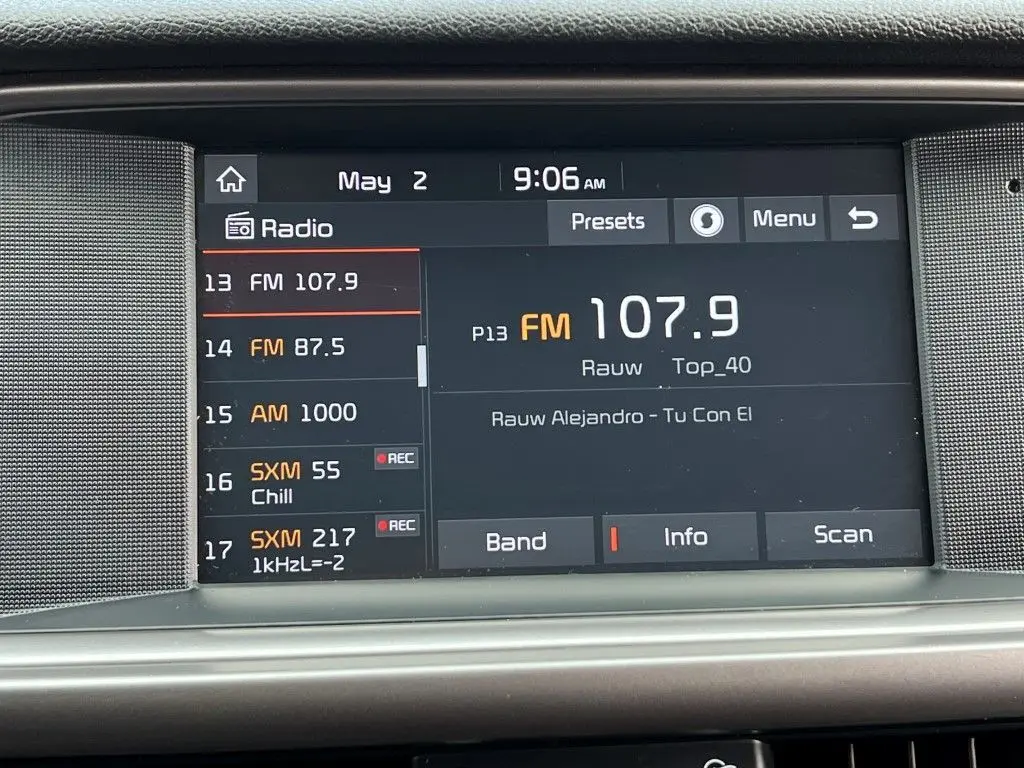 May 2 9:06 AM
Radio Presets Menu
13 FM 107.9
14 FM 87.5
15 AM 1000
16 SXM 55 REC
Chill
17 SXM 217 REC
1kHzL=-2
P13 FM 107.9
Rauw Top_40
Rauw Alejandro - Tu Con El
Band Info Scan